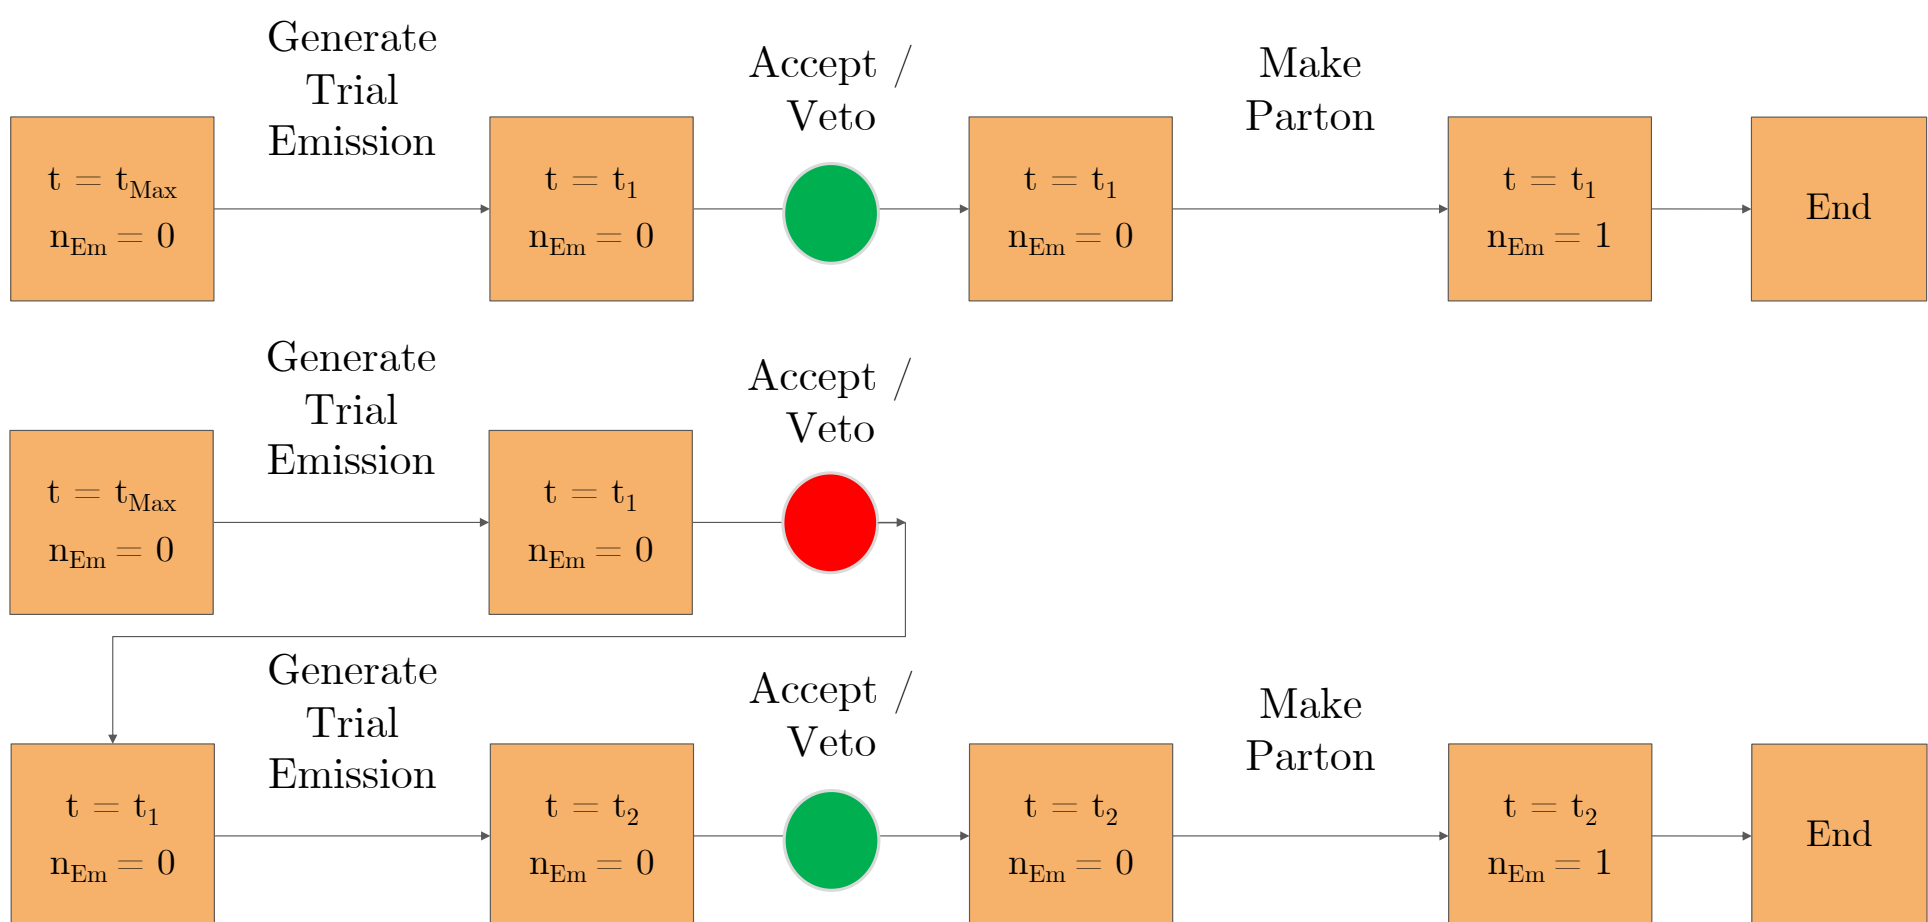 Generate
Trial
Emission
Accept /
Veto
Make
Parton
t = t_Max
n_Em = 0
t = t_1
n_Em = 0
t = t_1
n_Em = 0
t = t_1
n_Em = 1
End
Generate
Trial
Emission
Accept /
Veto
t = t_Max
n_Em = 0
t = t_1
n_Em = 0
Generate
Trial
Emission
Accept /
Veto
Make
Parton
t = t_1
n_Em = 0
t = t_2
n_Em = 0
t = t_2
n_Em = 0
t = t_2
n_Em = 1
End